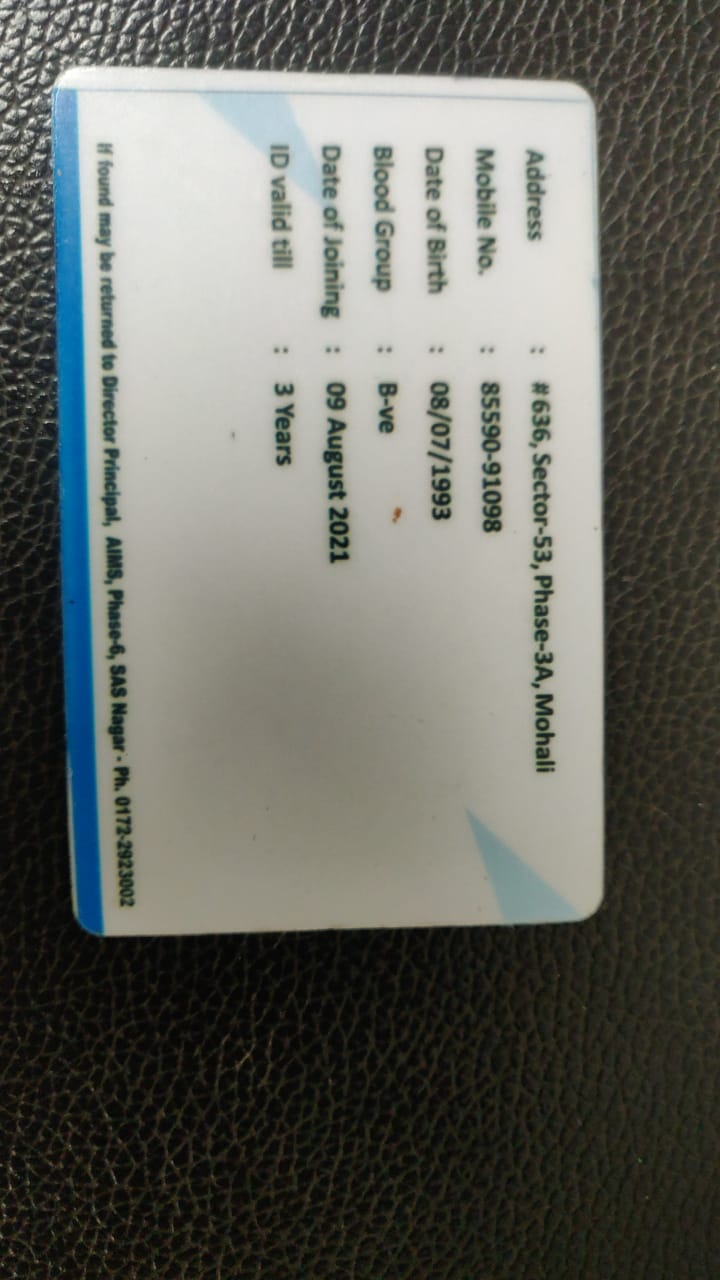 Address : #636, Sector-53, Phase-3A, Mohali
Mobile No. : 85590-91098
Date of Birth : 08/07/1993
Blood Group : B-ve
Date of Joining : 09 August 2021
ID valid till : 3 Years
If found may be returned to Director Principal, AIMS, Phase-6, SAS Nagar - Ph. 0172-2923002